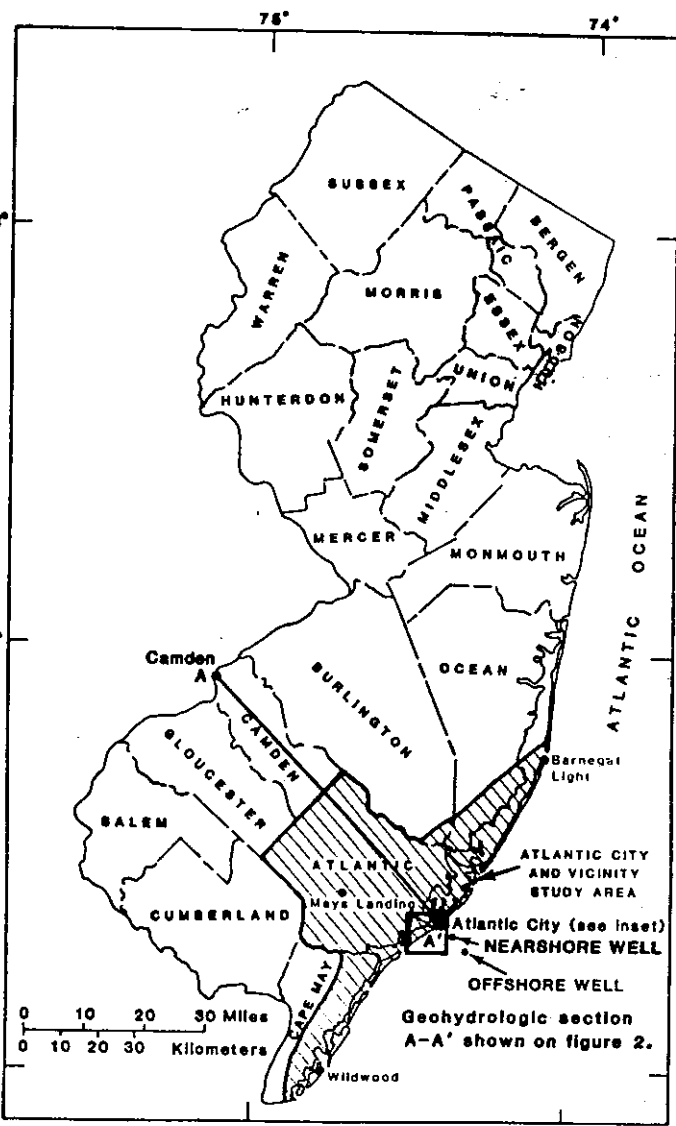 75°
74°
SUSSEX
PASSAIC
BERGEN
WARREN
MORRIS
ESSEX
HUDSON
UNION
HUNTERDON
SOMERSET
MIDDLESEX
MERCER
MONMOUTH
ATLANTIC OCEAN
Camden
A
OCEAN
BURLINGTON
CAMDEN
GLOUCESTER
Barnegat
Light
SALEM
ATLANTIC
ATLANTIC CITY
AND VICINITY
STUDY AREA
Mays Landing
CUMBERLAND
Atlantic City (see inset)
A'
NEARSHORE WELL
OFFSHORE WELL
CAPE MAY
0 10 20 30 Miles
0 10 20 30 Kilometers
Geohydrologic section
A-A' shown on figure 2.
Wildwood